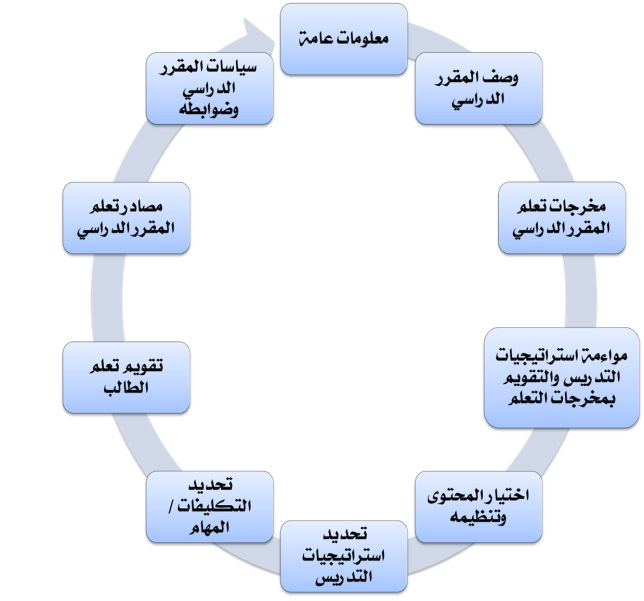 معلومات عامة
وصف المقرر
الدراسي
مخرجات تعلم
المقرر الدراسي
مواءمة استراتيجيات
التدريس والتقويم
بمخرجات التعلم
اختيار المحتوى
وتنظيمه
تحديد
استراتيجيات
التدريس
تحديد
التكليفات /
المهام
تقويم تعلم
الطالب
مصادر تعلم
المقرر الدراسي
سياسات المقرر
الدراسي
وضوابطه